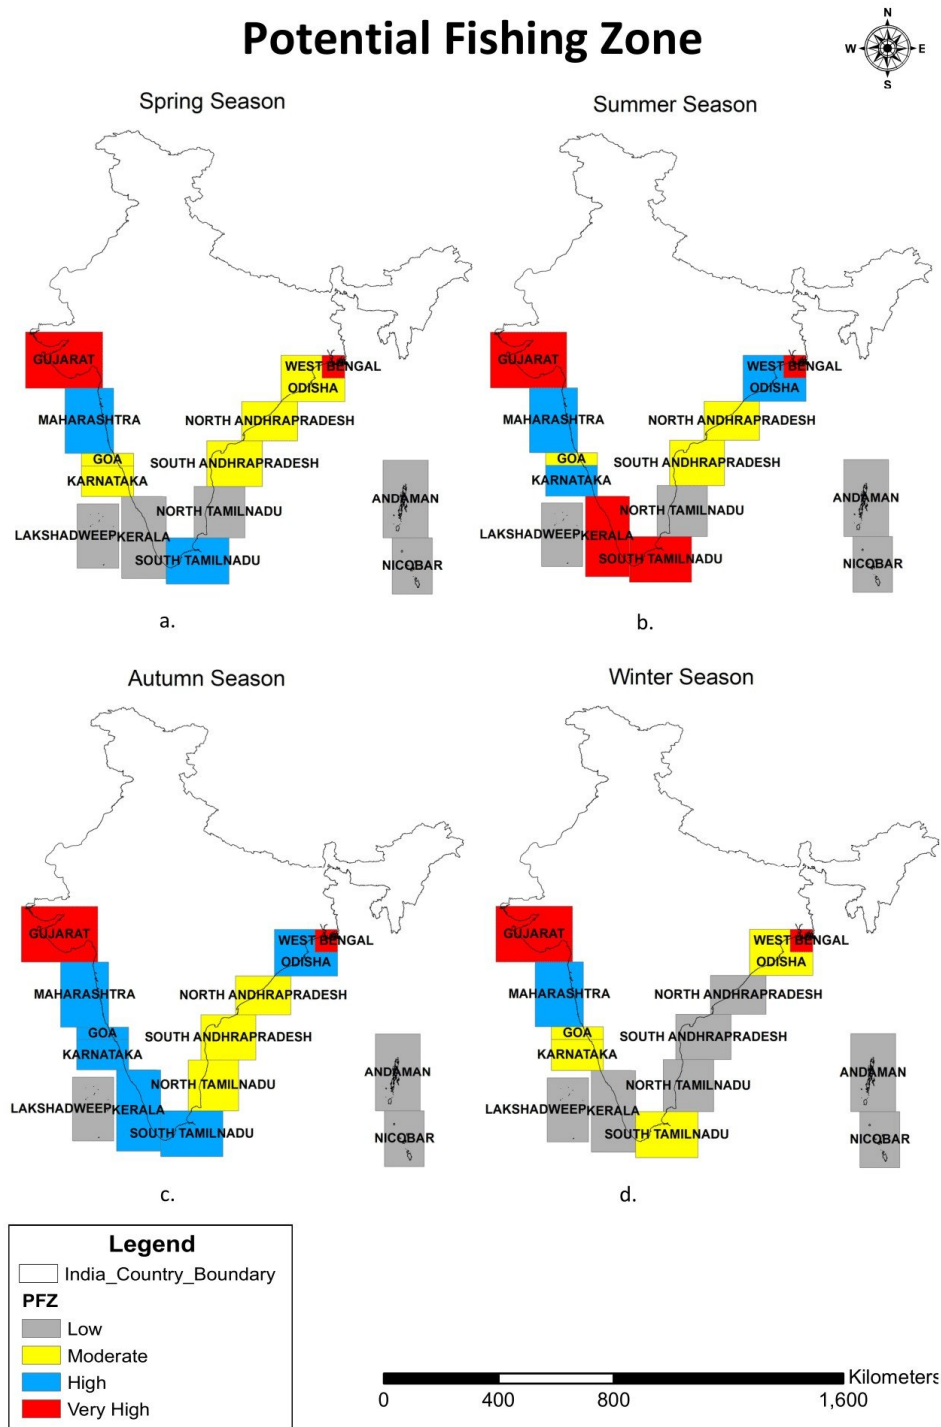 Potential Fishing Zone
N
W
E
S
Spring Season
GUJARAT
WEST BENGAL
ODISHA
MAHARASHTRA
NORTH ANDHRAPRADESH
GOA
SOUTH ANDHRAPRADESH
KARNATAKA
ANDAMAN
NORTH TAMILNADU
LAKSHADWEEP
KERALA
SOUTH TAMILNADU
NICOBAR
a.
Summer Season
GUJARAT
WEST BENGAL
ODISHA
MAHARASHTRA
NORTH ANDHRAPRADESH
GOA
SOUTH ANDHRAPRADESH
KARNATAKA
ANDAMAN
NORTH TAMILNADU
LAKSHADWEEP
KERALA
SOUTH TAMILNADU
NICOBAR
b.
Autumn Season
GUJARAT
WEST BENGAL
ODISHA
MAHARASHTRA
NORTH ANDHRAPRADESH
GOA
SOUTH ANDHRAPRADESH
KARNATAKA
ANDAMAN
NORTH TAMILNADU
LAKSHADWEEP
KERALA
SOUTH TAMILNADU
NICOBAR
c.
Winter Season
GUJARAT
WEST BENGAL
ODISHA
MAHARASHTRA
NORTH ANDHRAPRADESH
GOA
SOUTH ANDHRAPRADESH
KARNATAKA
ANDAMAN
NORTH TAMILNADU
LAKSHADWEEP
KERALA
SOUTH TAMILNADU
NICOBAR
d.
Legend
India_Country_Boundary
PFZ
Low
Moderate
High
Very High
Kilometers
0 400 800 1,600